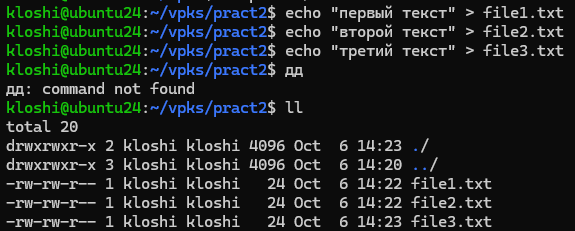 kloshi@ubuntu24:~/vpks/pract2$ echo "первый текст" > file1.txt
kloshi@ubuntu24:~/vpks/pract2$ echo "второй текст" > file2.txt
kloshi@ubuntu24:~/vpks/pract2$ echo "третий текст" > file3.txt
kloshi@ubuntu24:~/vpks/pract2$ дд
дд: command not found
kloshi@ubuntu24:~/vpks/pract2$ ll
total 20
drwxrwxr-x 2 kloshi kloshi 4096 Oct  6 14:23 ./
drwxrwxr-x 3 kloshi kloshi 4096 Oct  6 14:20 ../
-rw-rw-r-- 1 kloshi kloshi   24 Oct  6 14:22 file1.txt
-rw-rw-r-- 1 kloshi kloshi   24 Oct  6 14:22 file2.txt
-rw-rw-r-- 1 kloshi kloshi   24 Oct  6 14:23 file3.txt